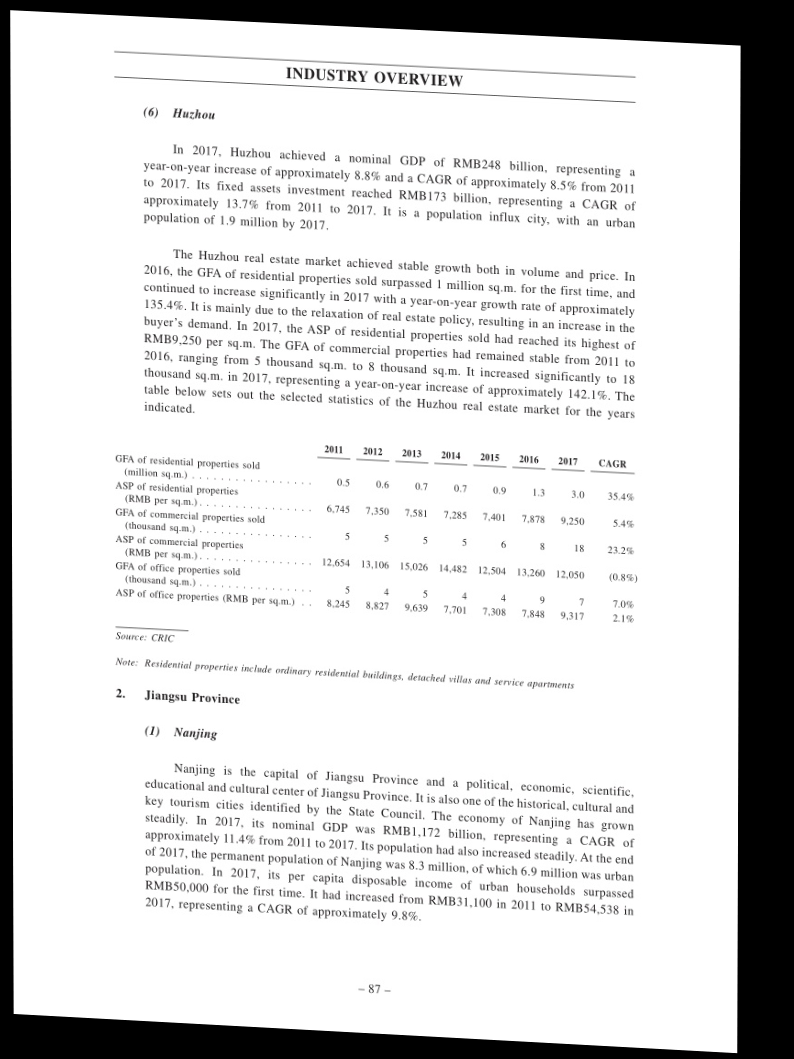 INDUSTRY OVERVIEW
(6) Huzhou
In 2017, Huzhou achieved a nominal GDP of RMB248 billion, representing a
year-on-year increase of approximately 8.8% and a CAGR of approximately 8.5% from 2011
to 2017. Its fixed assets investment reached RMB173 billion, representing a CAGR of
approximately 13.7% from 2011 to 2017. It is a population influx city, with an urban
population of 1.9 million by 2017.
The Huzhou real estate market achieved stable growth both in volume and price. In
2016, the GFA of residential properties sold surpassed 1 million sq.m. for the first time, and
continued to increase significantly in 2017 with a year-on-year growth rate of approximately
135.4%. It is mainly due to the relaxation of real estate policy, resulting in an increase in the
buyer's demand. In 2017, the ASP of residential properties sold had reached its highest of
RMB9,250 per sq.m. The GFA of commercial properties had remained stable from 2011 to
2016, ranging from 5 thousand sq.m. to 8 thousand sq.m. It increased significantly to 18
thousand sq.m. in 2017, representing a year-on-year increase of approximately 142.1%. The
table below sets out the selected statistics of the Huzhou real estate market for the years
indicated.
2011 2012 2013 2014 2015 2016 2017 CAGR
GFA of residential properties sold
(million sq.m.) . . . . . . . . . . . . . . . . . 0.5 0.6 0.7 0.7 0.9 1.3 3.0 35.4%
ASP of residential properties
(RMB per sq.m.) . . . . . . . . . . . . . . . . 6,745 7,350 7,581 7,285 7,401 7,878 9,250 5.4%
GFA of commercial properties sold
(thousand sq.m.) . . . . . . . . . . . . . . . . 5 5 5 5 6 8 18 23.2%
ASP of commercial properties
(RMB per sq.m.) . . . . . . . . . . . . . . . . 12,654 13,106 15,026 14,482 12,504 13,260 12,050 (0.8%)
GFA of office properties sold
(thousand sq.m.) . . . . . . . . . . . . . . . . 5 4 5 4 4 9 7 7.0%
ASP of office properties (RMB per sq.m.) . . 8,245 8,827 9,639 7,701 7,308 7,848 9,317 2.1%
Source: CRIC
Note: Residential properties include ordinary residential buildings, detached villas and service apartments
2. Jiangsu Province
(1) Nanjing
Nanjing is the capital of Jiangsu Province and a political, economic, scientific,
educational and cultural center of Jiangsu Province. It is also one of the historical, cultural and
key tourism cities identified by the State Council. The economy of Nanjing has grown
steadily. In 2017, its nominal GDP was RMB1,172 billion, representing a CAGR of
approximately 11.4% from 2011 to 2017. Its population had also increased steadily. At the end
of 2017, the permanent population of Nanjing was 8.3 million, of which 6.9 million was urban
population. In 2017, its per capita disposable income of urban households surpassed
RMB50,000 for the first time. It had increased from RMB31,100 in 2011 to RMB54,538 in
2017, representing a CAGR of approximately 9.8%.
– 87 –